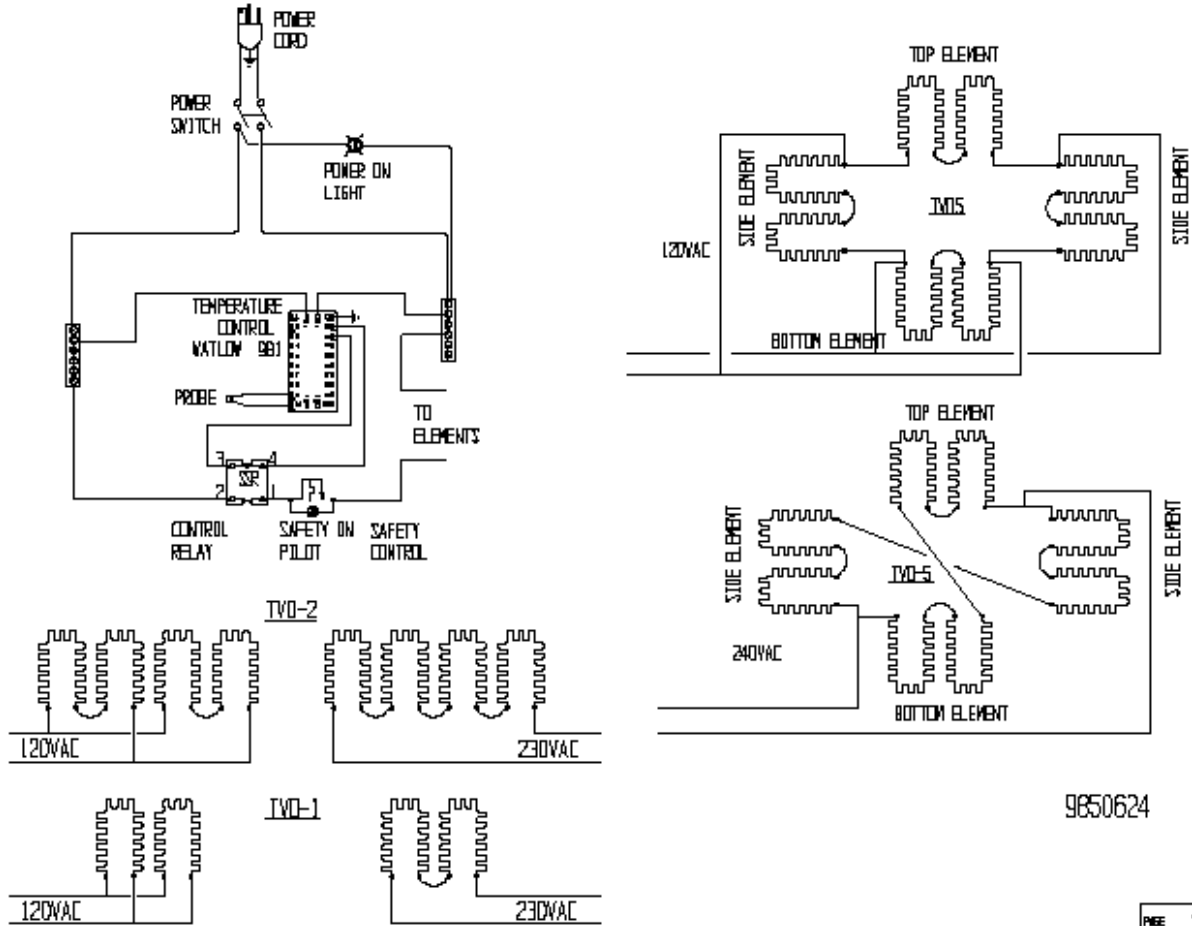 POWER
CORD
POWER
SWITCH
POWER ON
LIGHT
TEMPERATURE
CONTROL
WATLOW 981
PROBE
TO
ELEMENTS
3
4
SSR
2
1
CONTROL
RELAY
SAFETY ON
PILOT
SAFETY
CONTROL
TVO-2
120VAC
230VAC
TVO-1
120VAC
230VAC
TOP ELEMENT
SIDE ELEMENT
TVO5
SIDE ELEMENT
120VAC
BOTTOM ELEMENT
TOP ELEMENT
SIDE ELEMENT
TVO-5
SIDE ELEMENT
240VAC
BOTTOM ELEMENT
9850624
PAGE